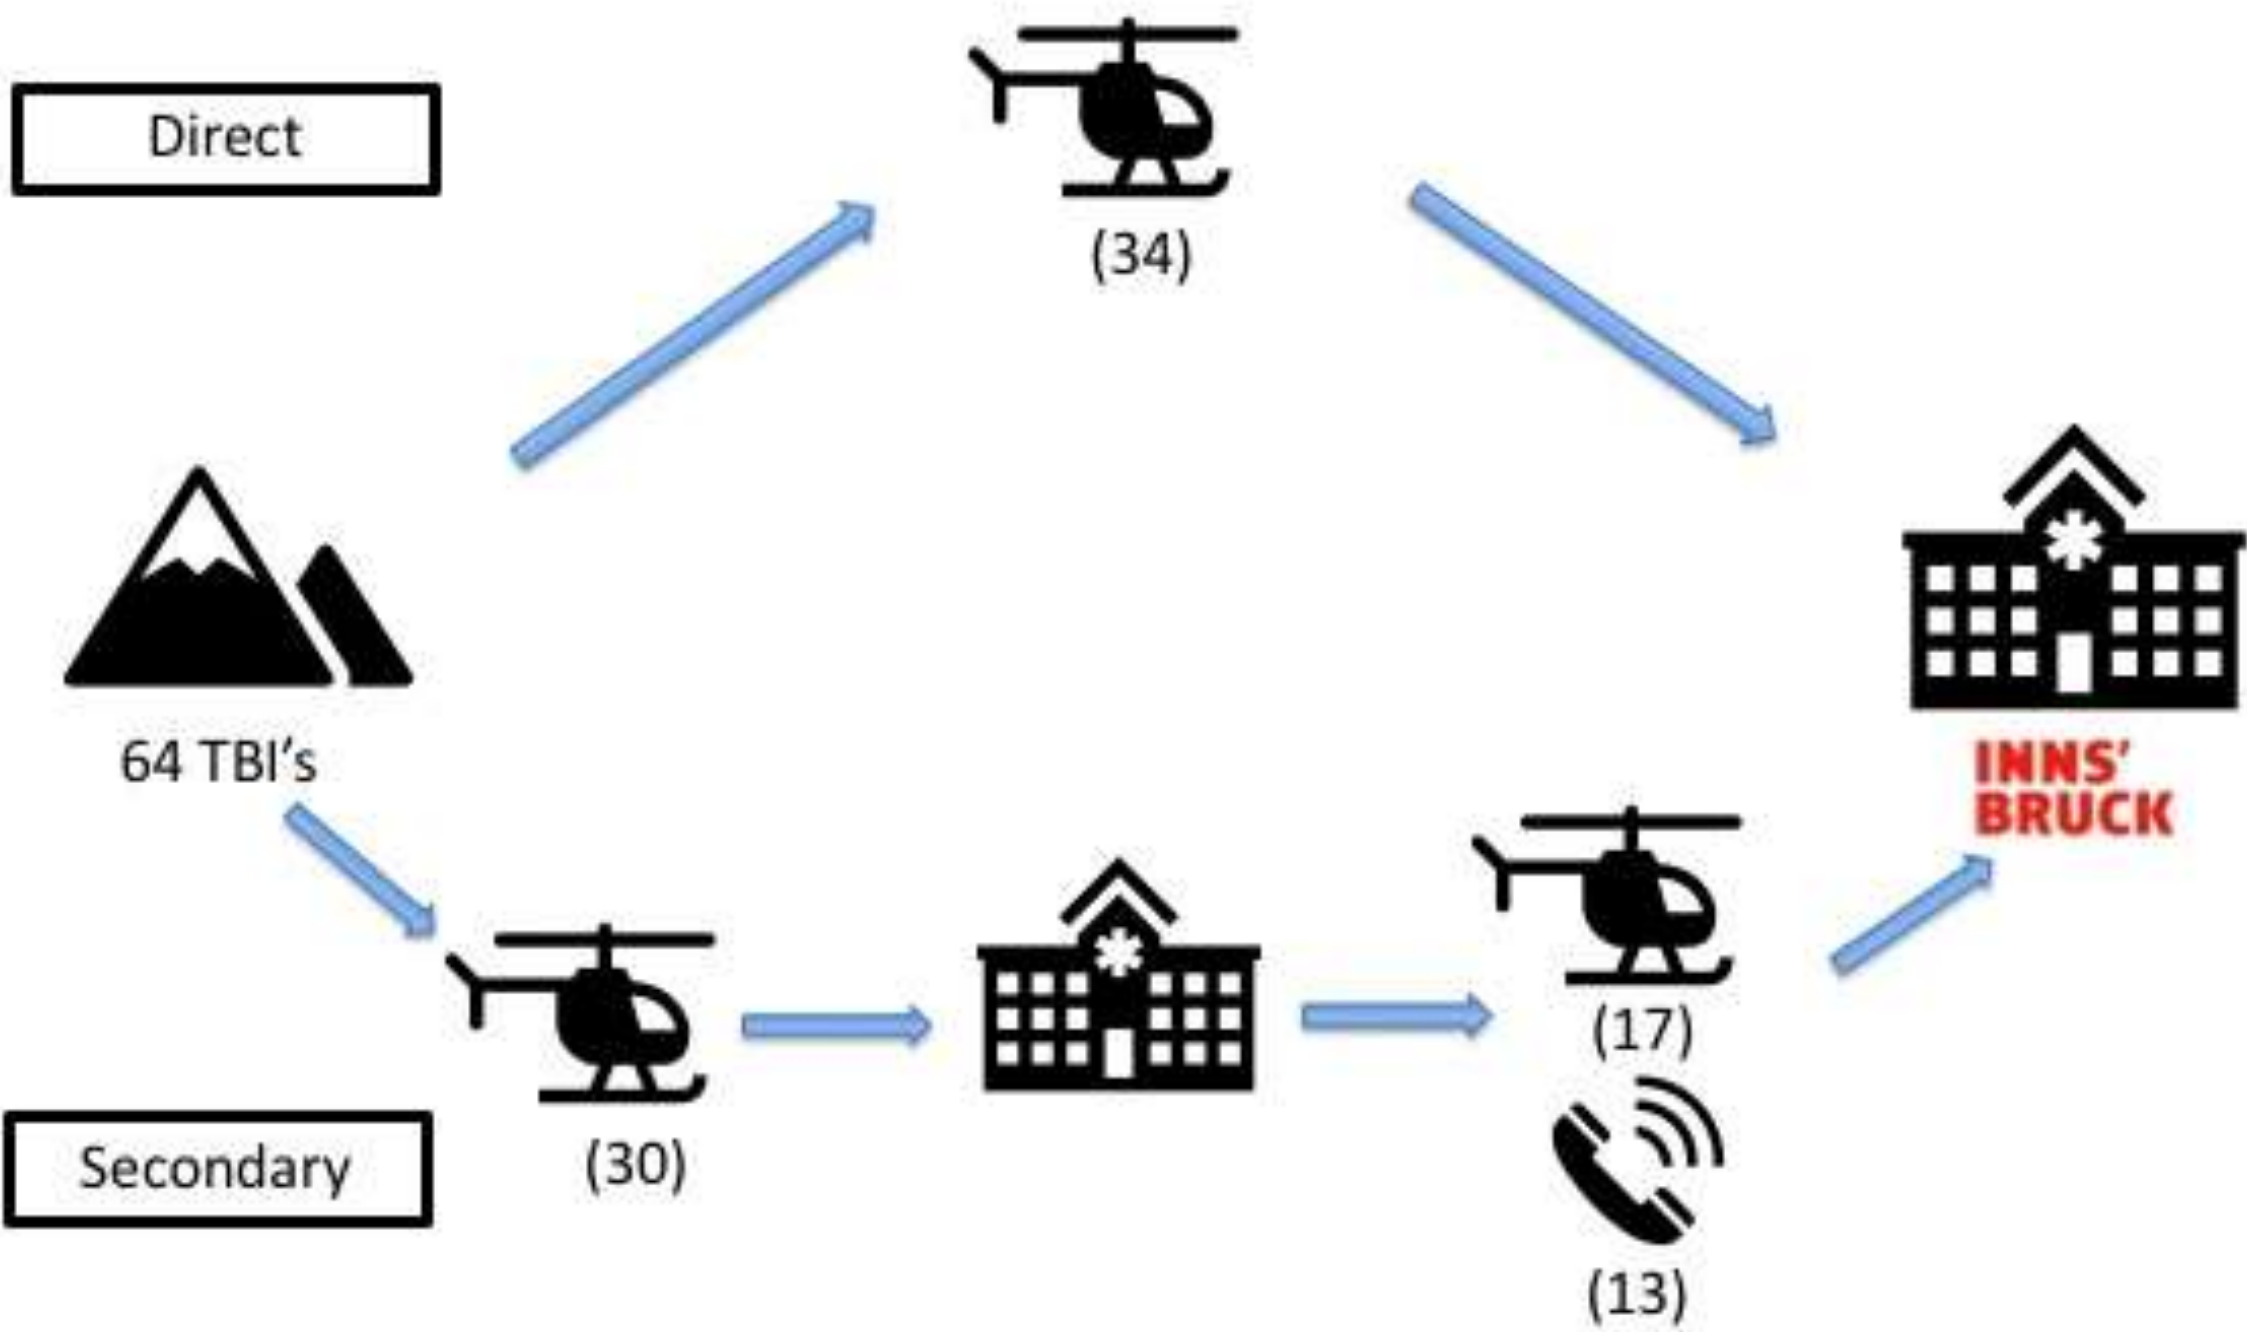 Direct
(34)
64 TBI's
INNS'
BRUCK
(17)
Secondary
(30)
(13)